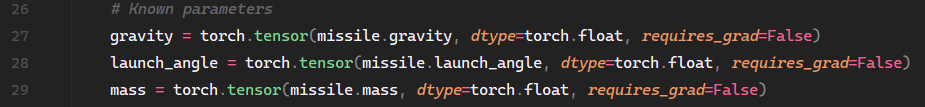 26 # Known parameters
27 gravity = torch.tensor(missile.gravity, dtype=torch.float, requires_grad=False)
28 launch_angle = torch.tensor(missile.launch_angle, dtype=torch.float, requires_grad=False)
29 mass = torch.tensor(missile.mass, dtype=torch.float, requires_grad=False)